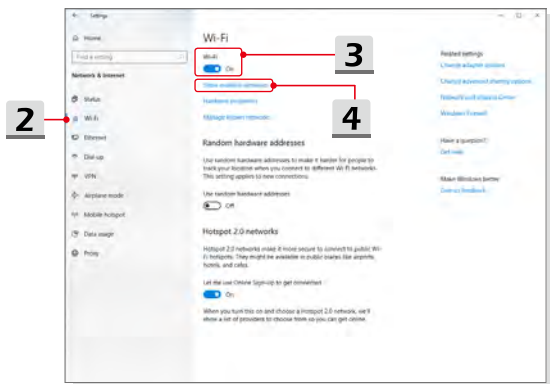 Settings
Home
Find a setting
Network & Internet
Status
Wi-Fi
Ethernet
Dial-up
VPN
Airplane mode
Mobile hotspot
Data usage
Proxy
2
Wi-Fi
Wi-Fi
On
3
Show available networks
4
Hardware properties
Manage known networks
Random hardware addresses
Use random hardware addresses to make it harder for people to
track your location when you connect to different Wi-Fi networks.
This setting applies to new connections.
Use random hardware addresses
Off
Hotspot 2.0 networks
Hotspot 2.0 networks make it more secure to connect to public Wi-
Fi hotspots. They might be available in public places like airports,
hotels, and cafes.
Let me use Online Sign-Up to get connected
On
When you turn this on and choose a Hotspot 2.0 network, we'll
show a list of providers to choose from so you can get online.
Related settings
Change adapter options
Change advanced sharing options
Network and Sharing Center
Windows Firewall
Have a question?
Get help
Make Windows better
Give us feedback